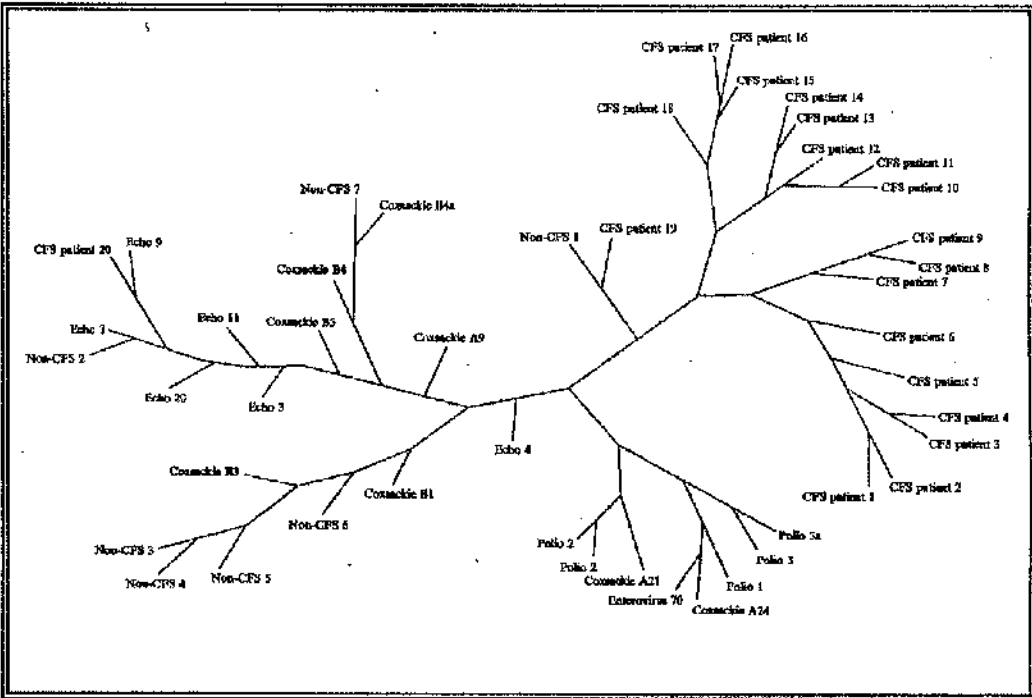 CFS patient 16
CFS patient 17
CFS patient 15
CFS patient 14
CFS patient 18
CFS patient 13
CFS patient 12
CFS patient 11
CFS patient 10
Non-CFS 7
Coxsackie B4a
CFS patient 19
Non-CFS 1
CFS patient 9
Echo 9
CFS patient 20
CFS patient 8
Coxsackie B4
CFS patient 7
Echo 11
Coxsackie B5
Echo 7
CFS patient 6
Coxsackie A9
Non-CFS 2
CFS patient 5
Echo 20
Echo 3
CFS patient 4
CFS patient 3
Echo 4
Coxsackie B3
CFS patient 2
Coxsackie B1
CFS patient 1
Non-CFS 6
Polio 3a
Polio 2
Non-CFS 3
Polio 3
Polio 2
Non-CFS 5
Coxsackie A21
Non-CFS 4
Polio 1
Enterovirus 70
Coxsackie A24